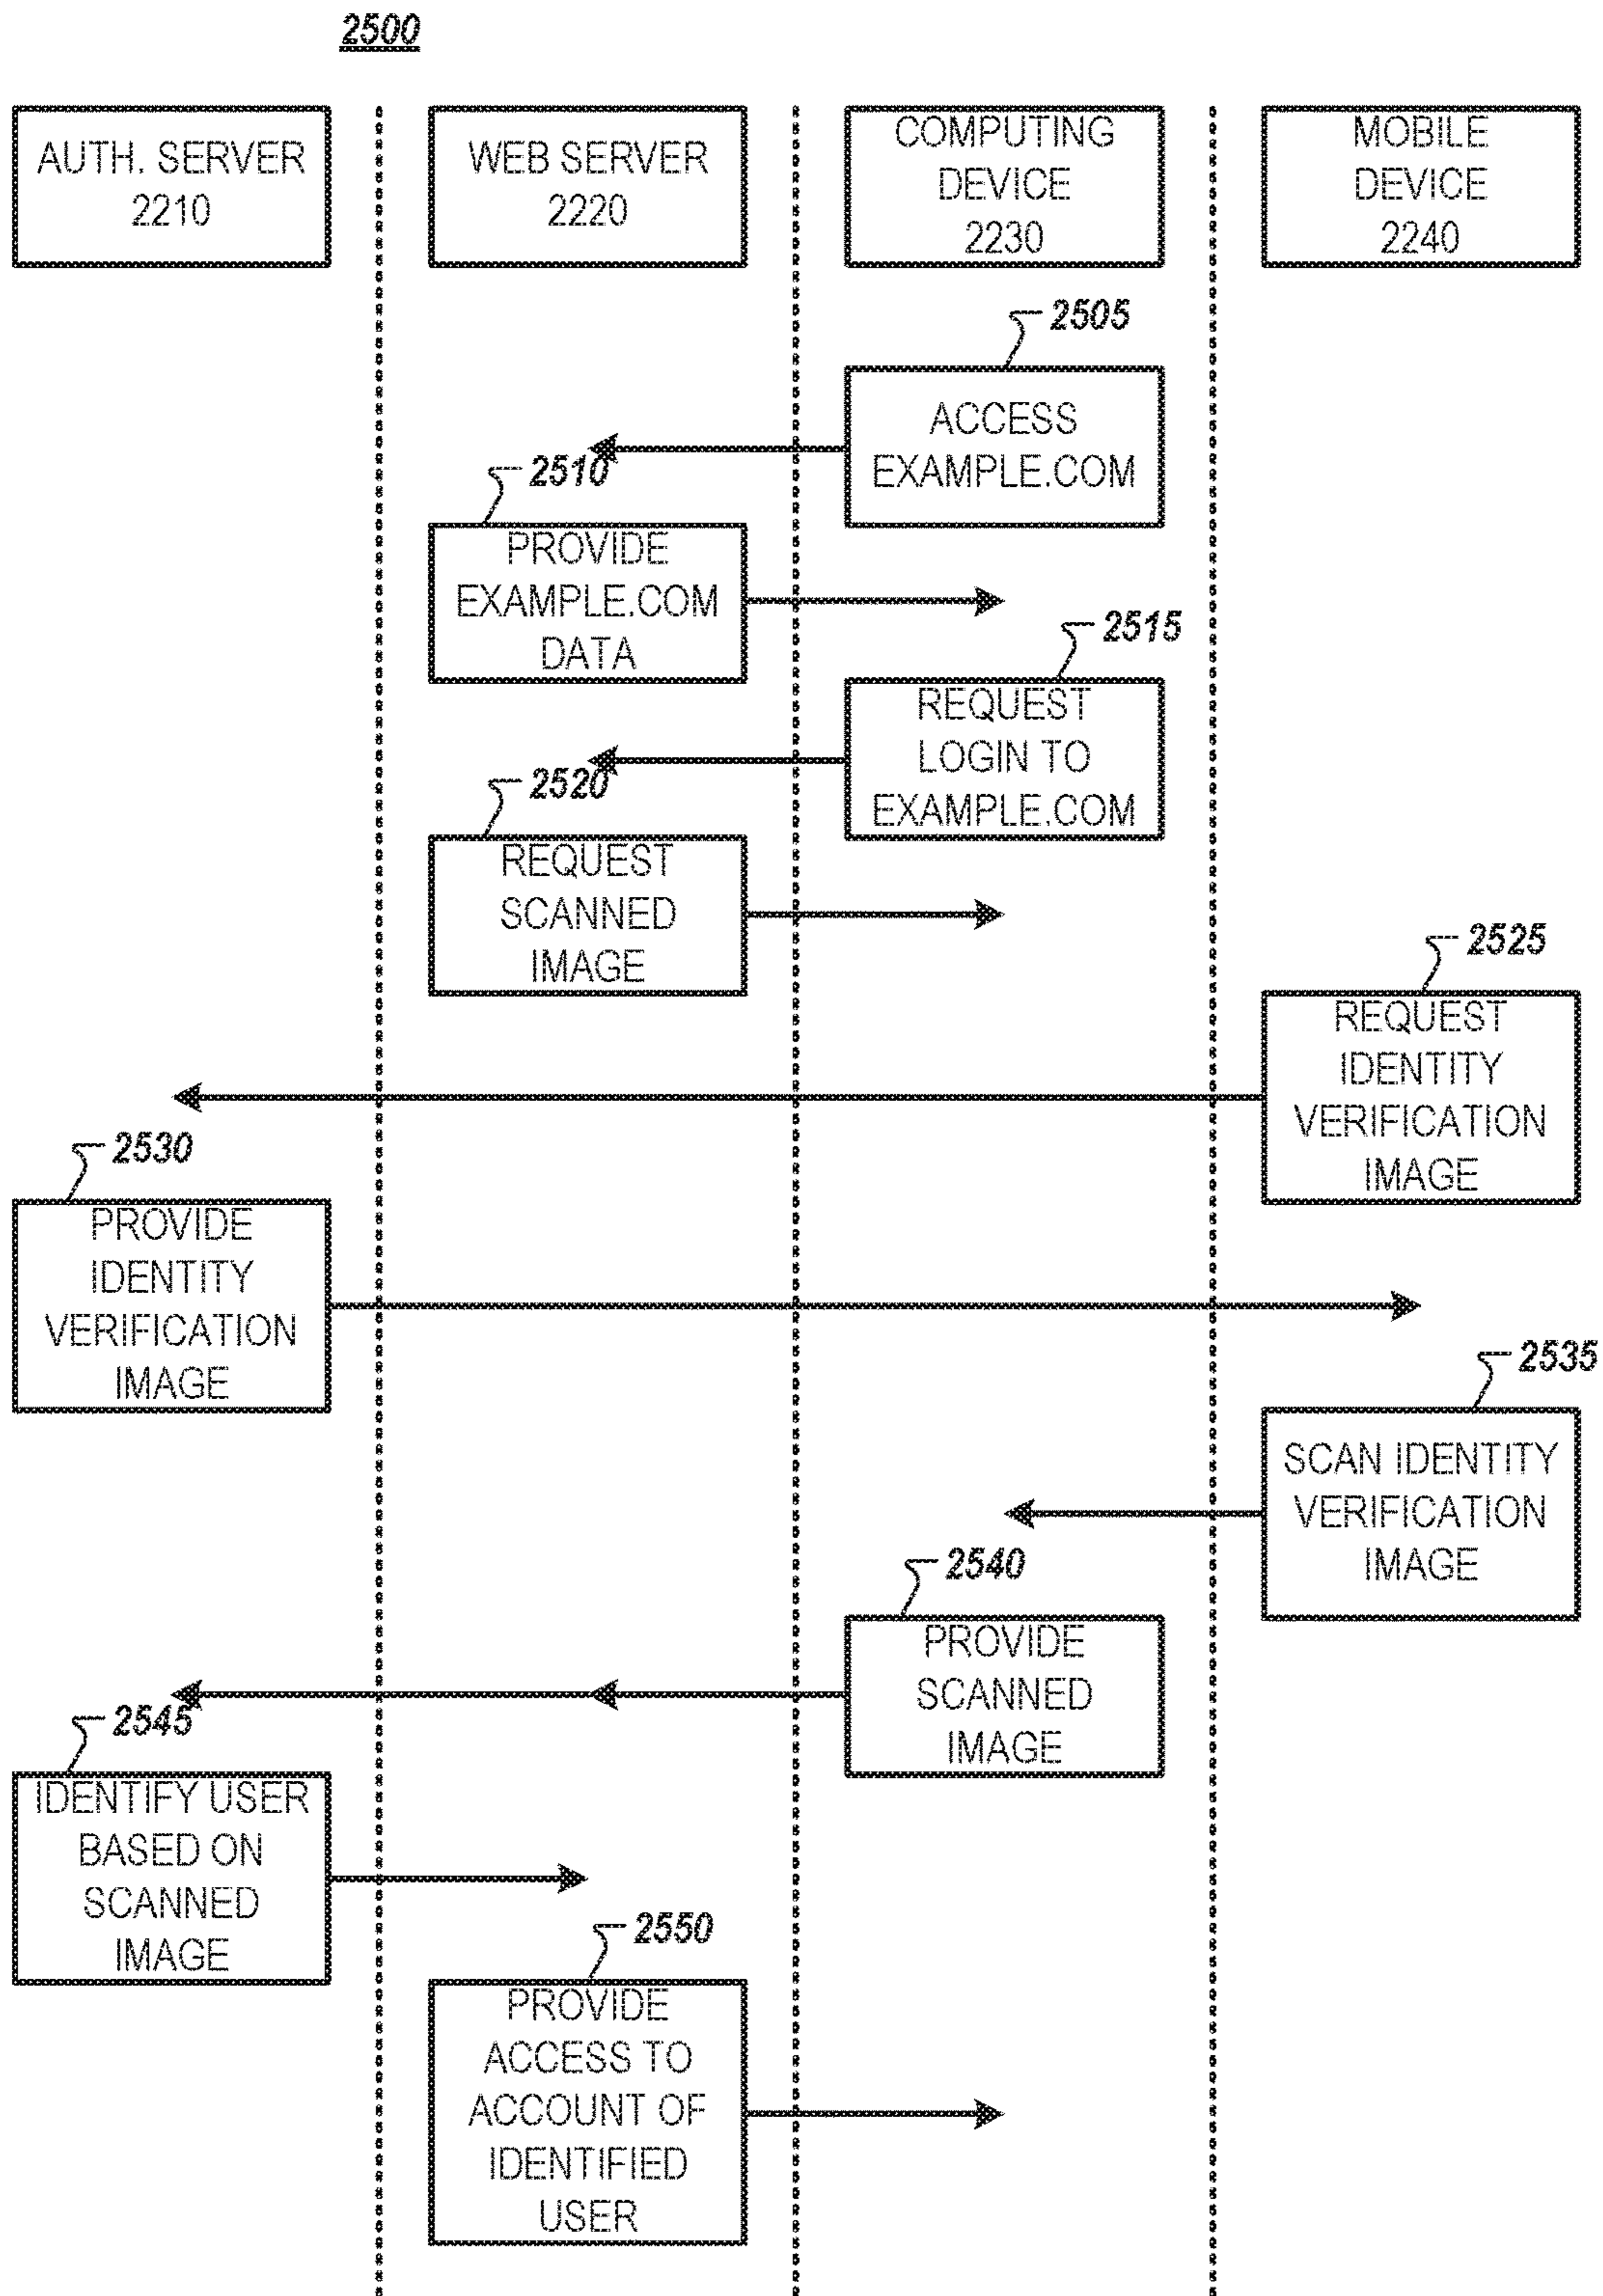 2500
AUTH. SERVER
2210
WEB SERVER
2220
COMPUTING
DEVICE
2230
MOBILE
DEVICE
2240
2505
ACCESS
EXAMPLE.COM
2510
PROVIDE
EXAMPLE.COM
DATA
2515
REQUEST
LOGIN TO
EXAMPLE.COM
2520
REQUEST
SCANNED
IMAGE
2525
REQUEST
IDENTITY
VERIFICATION
IMAGE
2530
PROVIDE
IDENTITY
VERIFICATION
IMAGE
2535
SCAN IDENTITY
VERIFICATION
IMAGE
2540
PROVIDE
SCANNED
IMAGE
2545
IDENTIFY USER
BASED ON
SCANNED
IMAGE
2550
PROVIDE
ACCESS TO
ACCOUNT OF
IDENTIFIED
USER